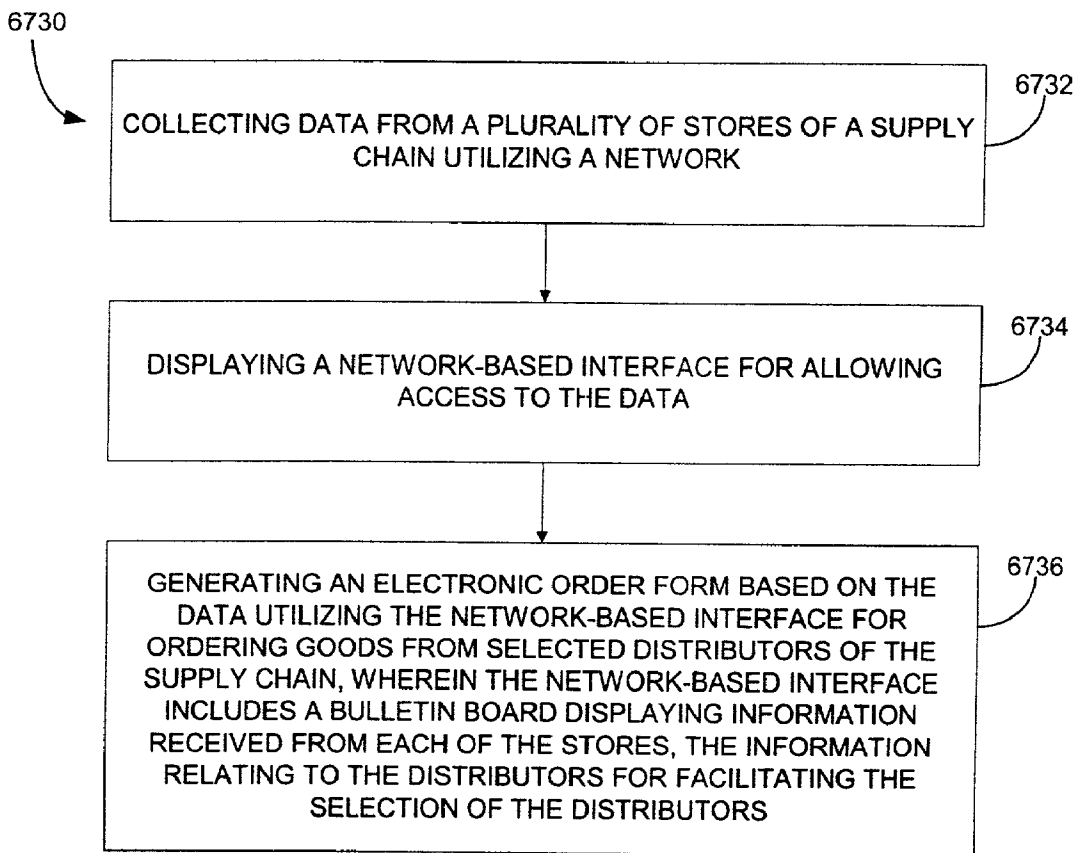 6730
6732
COLLECTING DATA FROM A PLURALITY OF STORES OF A SUPPLY
CHAIN UTILIZING A NETWORK
6734
DISPLAYING A NETWORK-BASED INTERFACE FOR ALLOWING
ACCESS TO THE DATA
6736
GENERATING AN ELECTRONIC ORDER FORM BASED ON THE
DATA UTILIZING THE NETWORK-BASED INTERFACE FOR
ORDERING GOODS FROM SELECTED DISTRIBUTORS OF THE
SUPPLY CHAIN, WHEREIN THE NETWORK-BASED INTERFACE
INCLUDES A BULLETIN BOARD DISPLAYING INFORMATION
RECEIVED FROM EACH OF THE STORES, THE INFORMATION
RELATING TO THE DISTRIBUTORS FOR FACILITATING THE
SELECTION OF THE DISTRIBUTORS